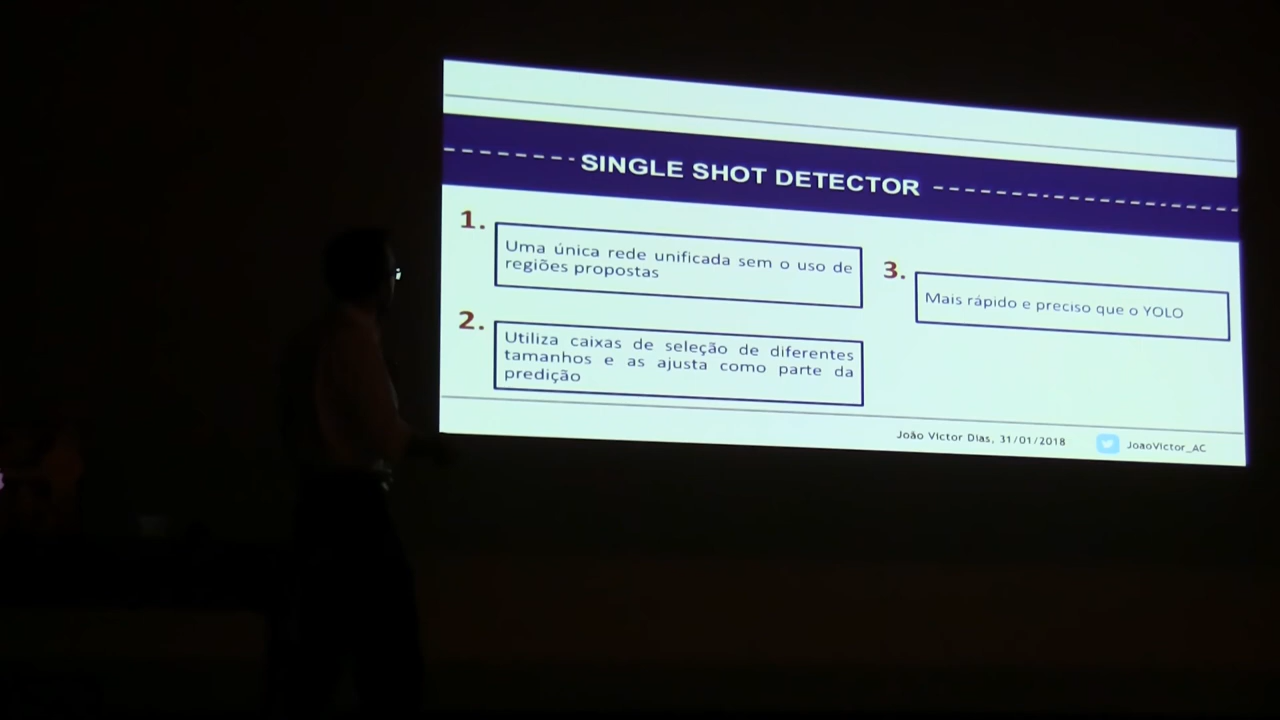 SINGLE SHOT DETECTOR
1.
Uma única rede unificada sem o uso de
regiões propostas
2.
Utiliza caixas de seleção de diferentes
tamanhos e as ajusta como parte da
predição
3.
Mais rápido e preciso que o YOLO
João Victor Dias, 31/01/2018
JoaoVictor_AC